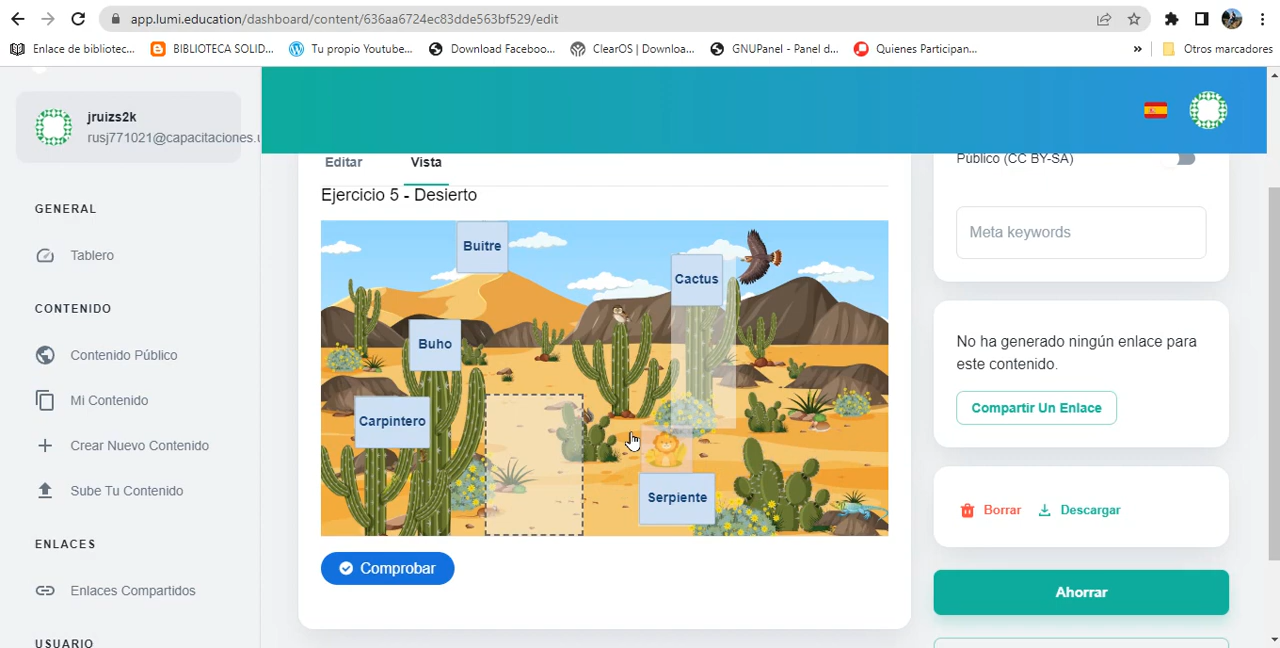 app.lumi.education/dashboard/content/636aa6724ec83dde563bf529/edit
Enlace de bibliotec...
BIBLIOTECA SOLID...
Tu propio Youtube...
Download Faceboo...
ClearOS | Downloa...
GNUPanel - Panel d...
Quienes Participan...
»
Otros marcadores
jruizs2k
rusj771021@capacitaciones.u
GENERAL
Tablero
CONTENIDO
Contenido Público
Mi Contenido
Crear Nuevo Contenido
Sube Tu Contenido
ENLACES
Enlaces Compartidos
USUARIO
Editar
Vista
Ejercicio 5 - Desierto
Buitre
Cactus
Buho
Carpintero
Serpiente
Comprobar
Público (CC BY-SA)
Meta keywords
No ha generado ningún enlace para
este contenido.
Compartir Un Enlace
Borrar
Descargar
Ahorrar